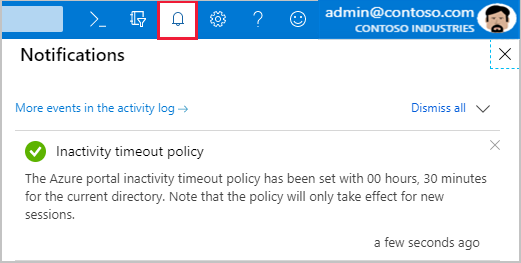 admin@contoso.com
CONTOSO INDUSTRIES
Notifications
More events in the activity log →
Dismiss all
Inactivity timeout policy
The Azure portal inactivity timeout policy has been set with 00 hours, 30 minutes
for the current directory. Note that the policy will only take effect for new
sessions.
a few seconds ago